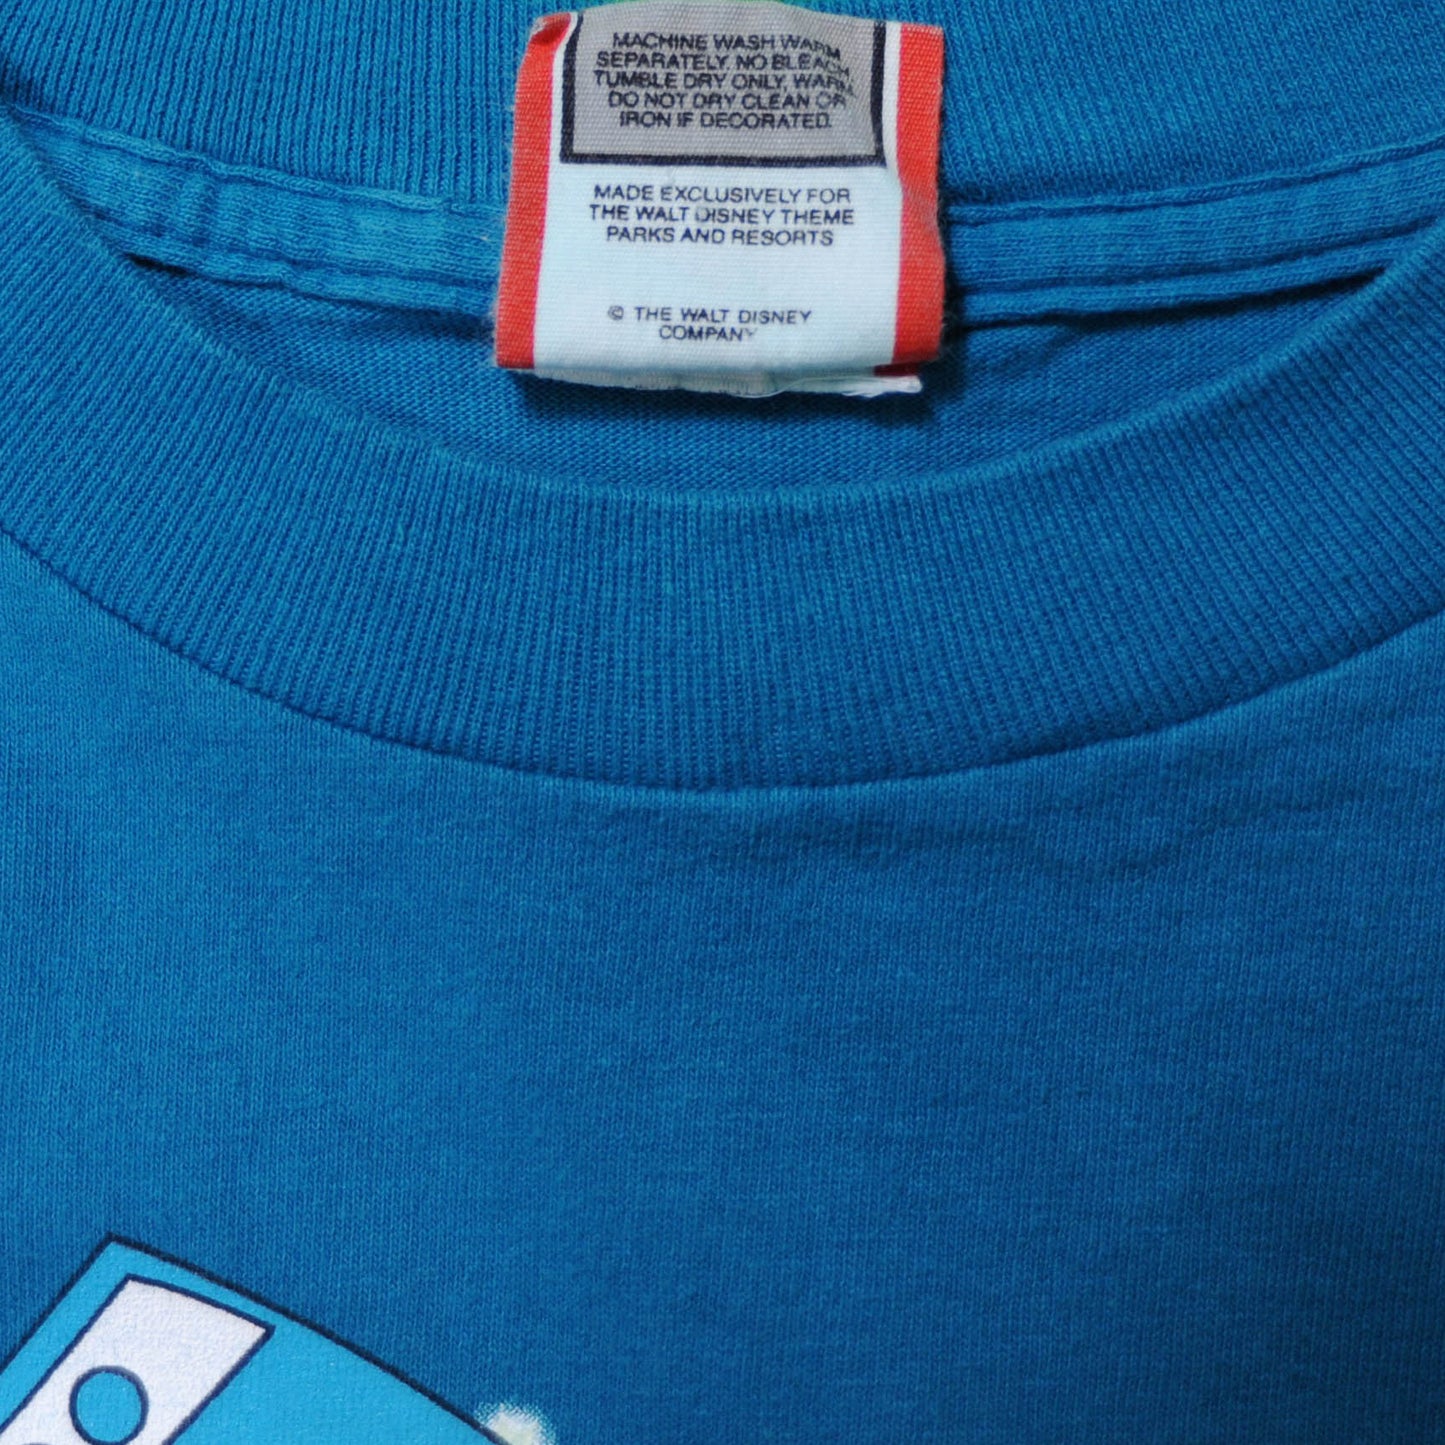 MACHINE WASH WARM
SEPARATELY. NO BLEACH
TUMBLE DRY ONLY, WARM
DO NOT DRY CLEAN OR
IRON IF DECORATED.
MADE EXCLUSIVELY FOR
THE WALT DISNEY THEME
PARKS AND RESORTS
© THE WALT DISNEY
COMPANY